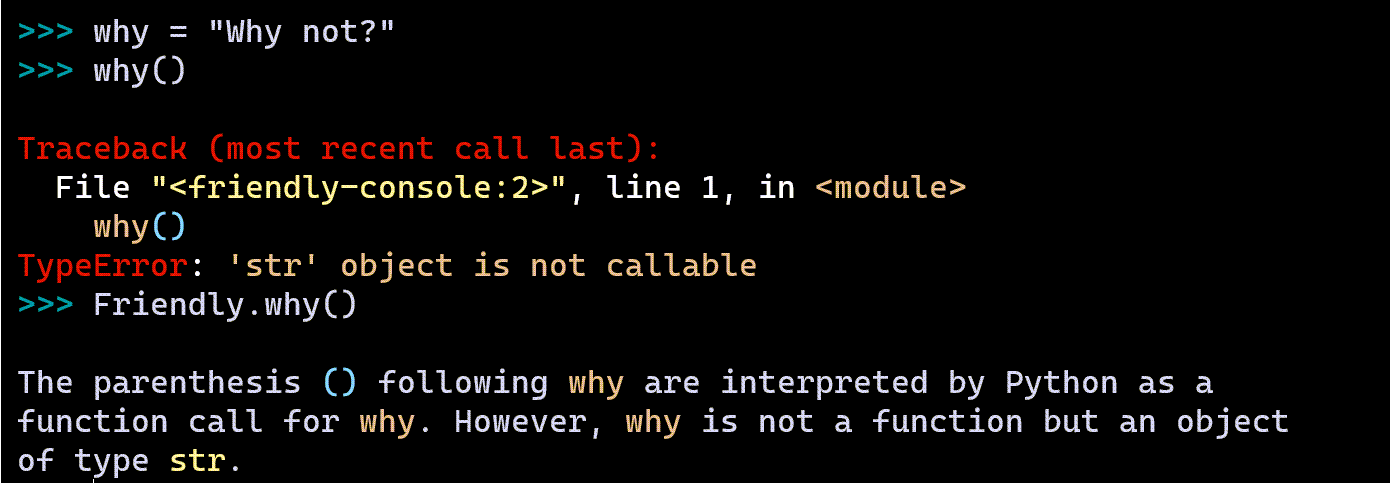 >>> why = "Why not?"
>>> why()
Traceback (most recent call last):
  File "<friendly-console:2>", line 1, in <module>
    why()
TypeError: 'str' object is not callable
>>> Friendly.why()
The parenthesis () following why are interpreted by Python as a
function call for why. However, why is not a function but an object
of type str.